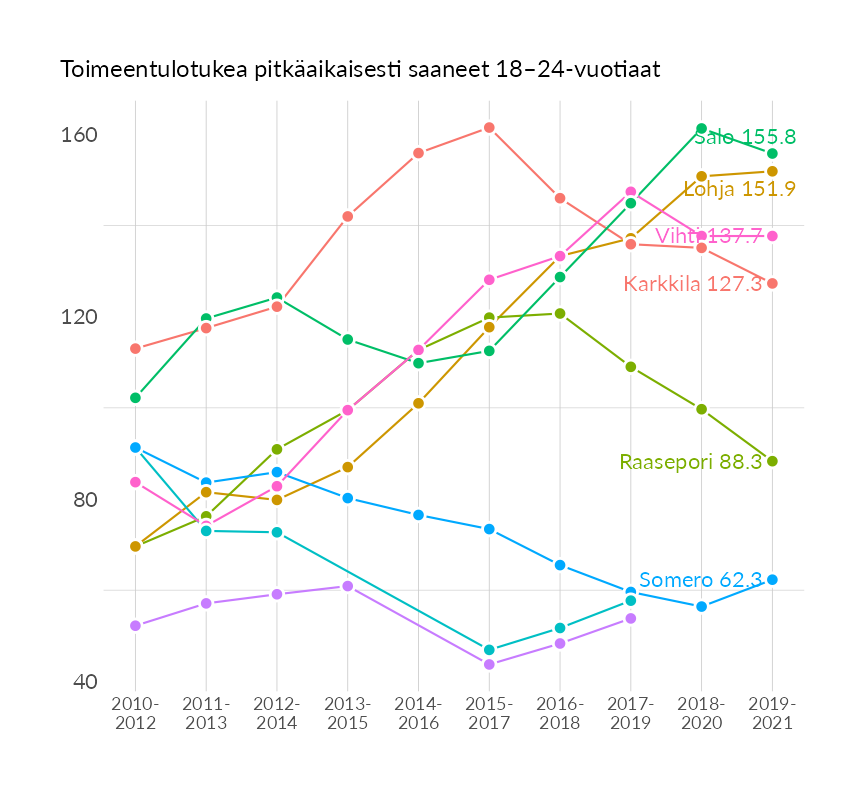 Toimeentulotukea pitkäaikaisesti saaneet 18–24-vuotiaat
160
Salo 155.8
Lohja 151.9
Vihti 137.7
Karkkila 127.3
120
Raasepori 88.3
80
Somero 62.3
40
2010- 2011- 2012- 2013- 2014- 2015- 2016- 2017- 2018- 2019-
2012 2013 2014 2015 2016 2017 2018 2019 2020 2021